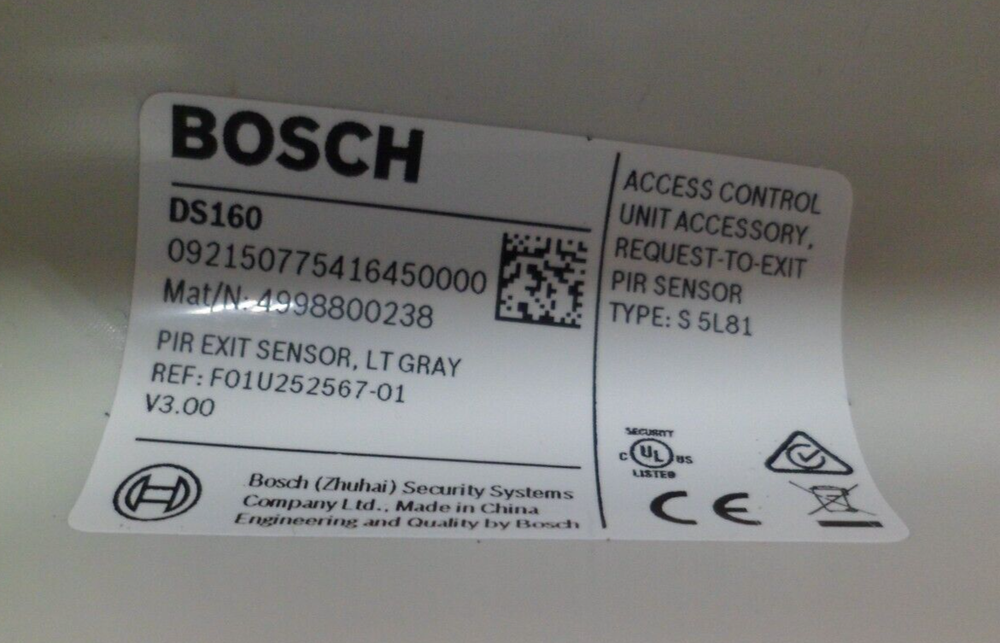 BOSCH
DS160
092150775416450000
Mat/N: 4998800238
PIR EXIT SENSOR, LT GRAY
REF: F01U252567-01
V3.00
Bosch (Zhuhai) Security Systems
Company Ltd., Made in China
Engineering and Quality by Bosch
ACCESS CONTROL
UNIT ACCESSORY,
REQUEST-TO-EXIT
PIR SENSOR
TYPE: S 5L81
SECURITY
C UL US
LISTED
CE